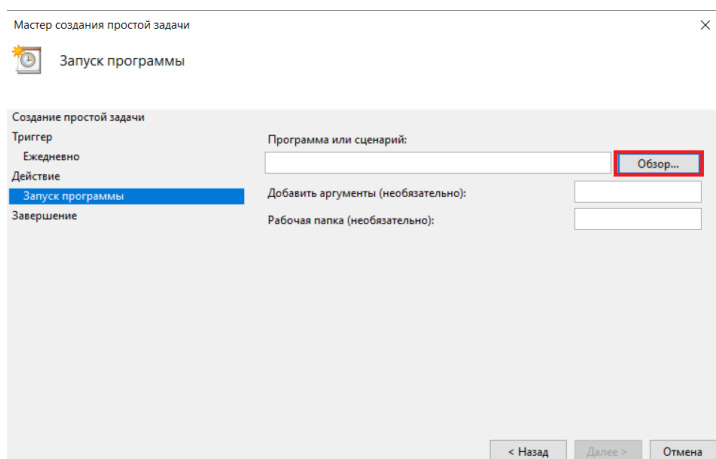 Мастер создания простой задачи
Запуск программы
Создание простой задачи
Триггер
Ежедневно
Действие
Запуск программы
Завершение
Программа или сценарий:
Обзор...
Добавить аргументы (необязательно):
Рабочая папка (необязательно):
< Назад
Далее >
Отмена